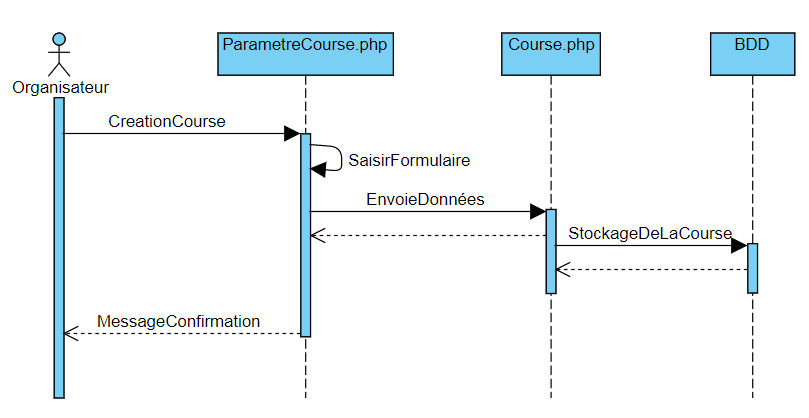 ParametreCourse.php
Course.php
BDD
Organisateur
CreationCourse
SaisirFormulaire
EnvoieDonnées
StockageDeLaCourse
MessageConfirmation